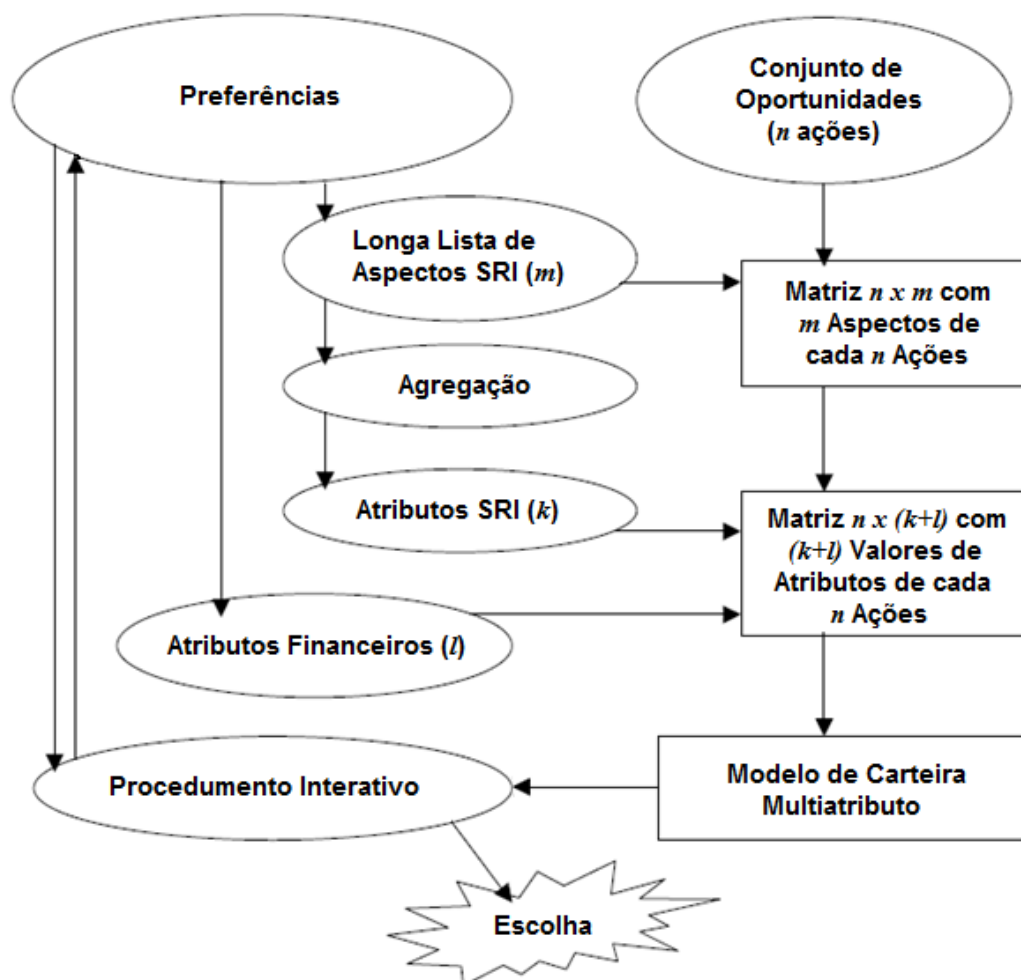 Preferências
Conjunto de
Oportunidades
(n ações)
Longa Lista de
Aspectos SRI (m)
Matriz n x m com
m Aspectos de
cada n Ações
Agregação
Atributos SRI (k)
Matriz n x (k+l) com
(k+l) Valores de
Atributos de cada
n Ações
Atributos Financeiros (l)
Procedumento Interativo
Modelo de Carteira
Multiatributo
Escolha